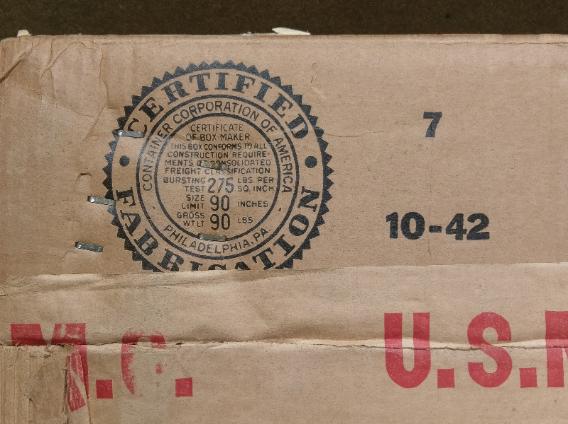 CERTIFIED
CONTAINER CORPORATION OF AMERICA
CERTIFICATE
OF BOX MAKER
THIS BOX CONFORMS TO ALL
CONSTRUCTION REQUIRE-
MENTS OF CONSOLIDATED
FREIGHT CLASSIFICATION
BURSTING 275 LBS. PER
TEST SQ. INCH
SIZE
LIMIT 90 INCHES
GROSS
WT LT 90 LBS
PHILADELPHIA, PA
FABRICATION
7
10-42
M.C.
U.S.M